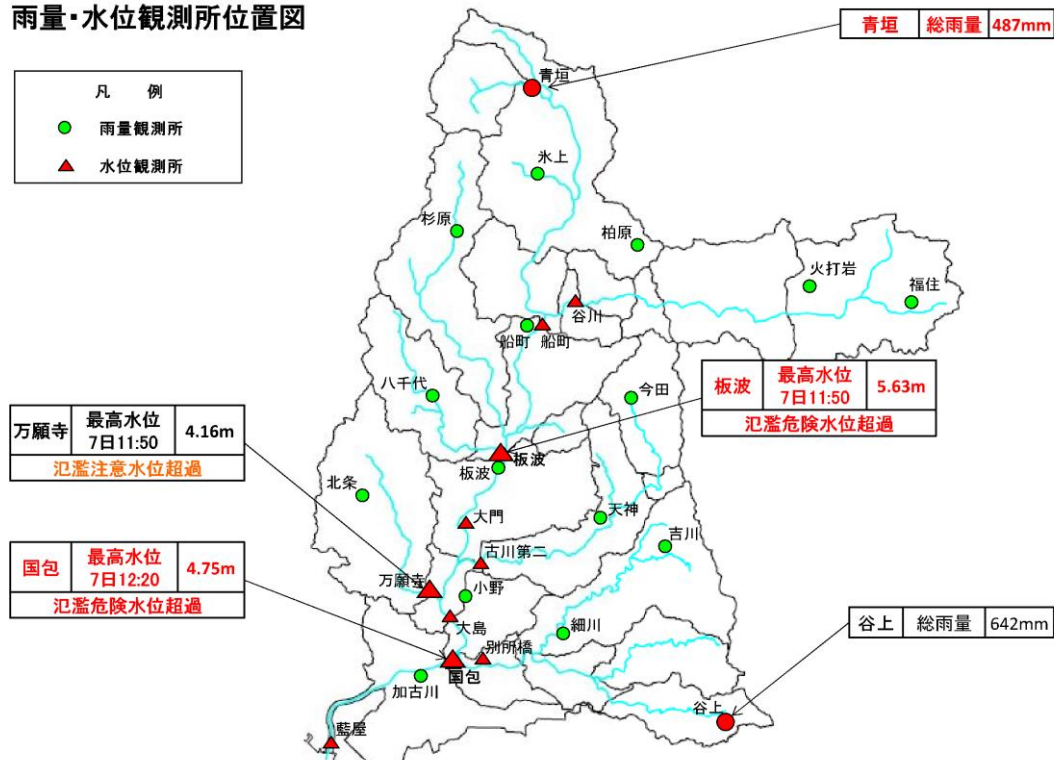 雨量・水位観測所位置図
青垣 総雨量 487mm
凡 例
雨量観測所
水位観測所
青垣
氷上
杉原
柏原
火打岩
福住
谷川
船町 船町
八千代
今田
板波 最高水位 7日11:50 5.63m
氾濫危険水位超過
万願寺 最高水位 7日11:50 4.16m
氾濫注意水位超過
板波
板波
北条
大門
天神
吉川
古川第二
国包 最高水位 7日12:20 4.75m
氾濫危険水位超過
万願寺
小野
大島
細川
別所橋
谷上 総雨量 642mm
国包
加古川
谷上
藍屋